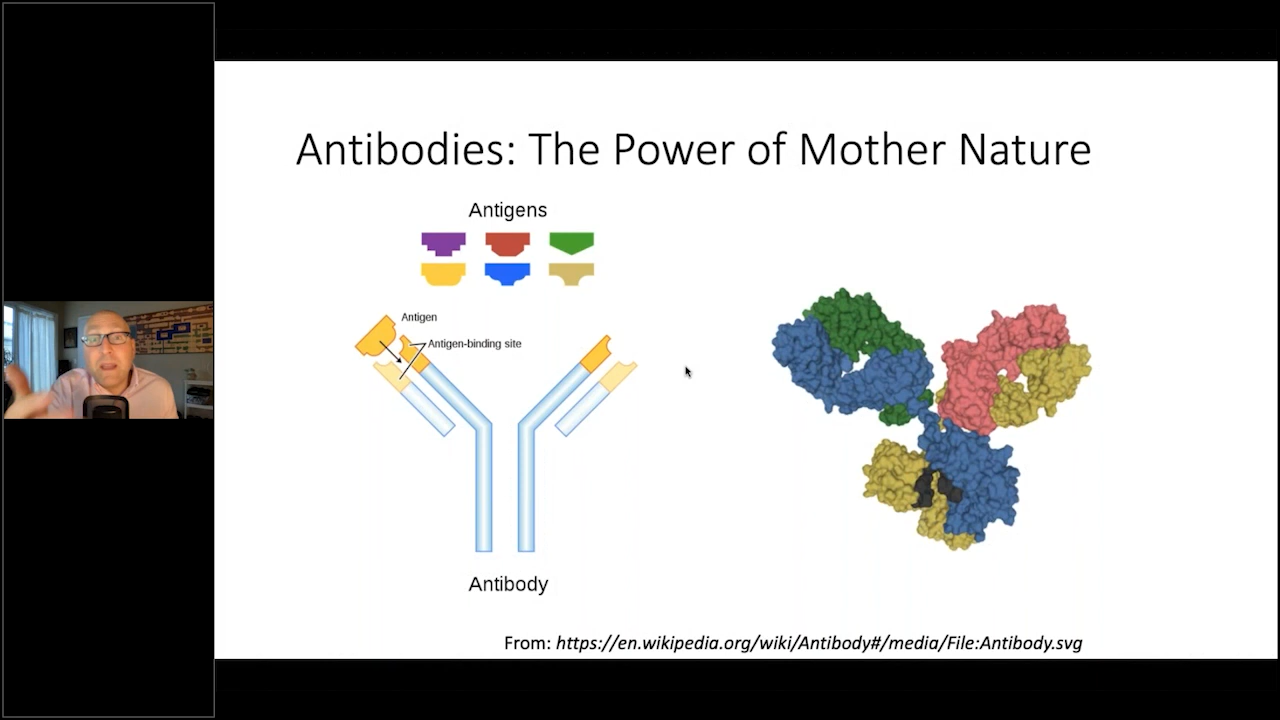 Antibodies: The Power of Mother Nature
Antigens
Antigen
Antigen-binding site
Antibody
From: https://en.wikipedia.org/wiki/Antibody#/media/File:Antibody.svg